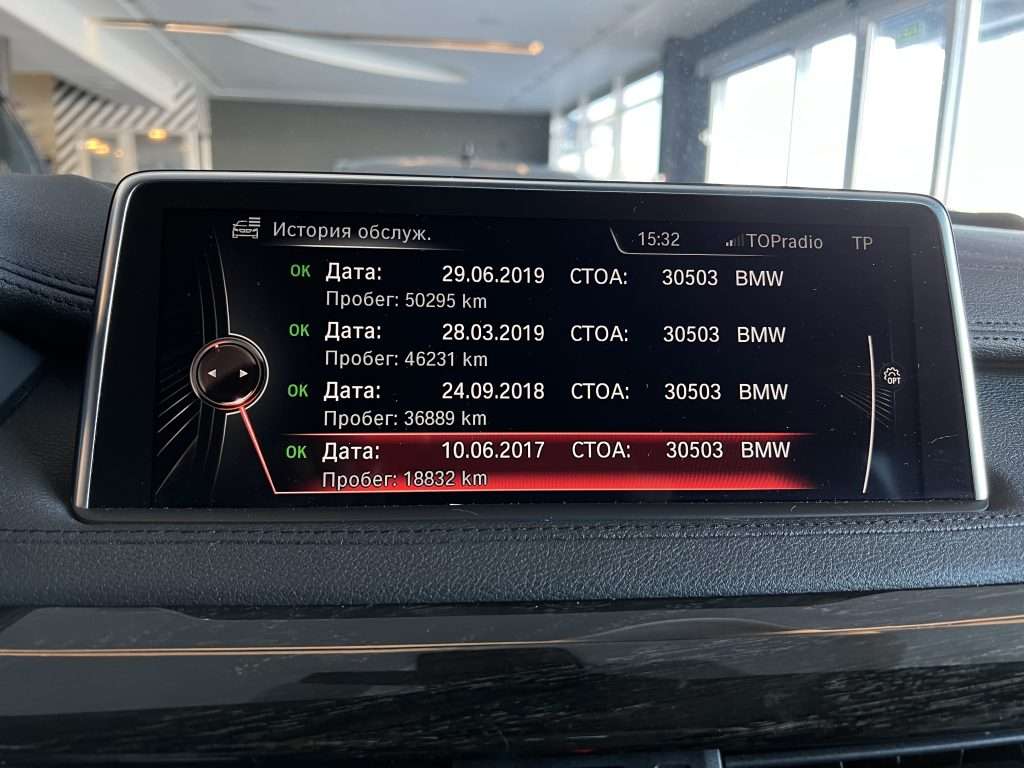 История обслуж. 15:32 TOPradio TP
OK Дата: 29.06.2019 СТОА: 30503 BMW
Пробег: 50295 km
OK Дата: 28.03.2019 СТОА: 30503 BMW
Пробег: 46231 km
OK Дата: 24.09.2018 СТОА: 30503 BMW
Пробег: 36889 km
OPT
OK Дата: 10.06.2017 СТОА: 30503 BMW
Пробег: 18832 km